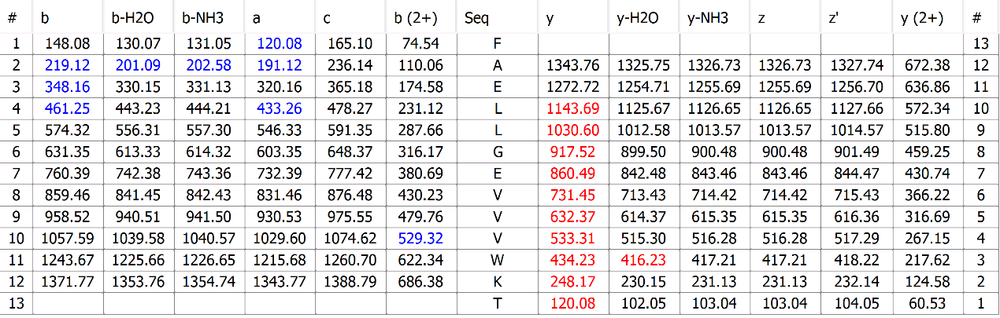 # b b-H2O b-NH3 a c b (2+) Seq y y-H2O y-NH3 z z' y (2+) #
1 148.08 130.07 131.05 120.08 165.10 74.54 F 13
2 219.12 201.09 202.58 191.12 236.14 110.06 A 1343.76 1325.75 1326.73 1326.73 1327.74 672.38 12
3 348.16 330.15 331.13 320.16 365.18 174.58 E 1272.72 1254.71 1255.69 1255.69 1256.70 636.86 11
4 461.25 443.23 444.21 433.26 478.27 231.12 L 1143.69 1125.67 1126.65 1126.65 1127.66 572.34 10
5 574.32 556.31 557.30 546.33 591.35 287.66 L 1030.60 1012.58 1013.57 1013.57 1014.57 515.80 9
6 631.35 613.33 614.32 603.35 648.37 316.17 G 917.52 899.50 900.48 900.48 901.49 459.25 8
7 760.39 742.38 743.36 732.39 777.42 380.69 E 860.49 842.48 843.46 843.46 844.47 430.74 7
8 859.46 841.45 842.43 831.46 876.48 430.23 V 731.45 713.43 714.42 714.42 715.43 366.22 6
9 958.52 940.51 941.50 930.53 975.55 479.76 V 632.37 614.37 615.35 615.35 616.36 316.69 5
10 1057.59 1039.58 1040.57 1029.60 1074.62 529.32 V 533.31 515.30 516.28 516.28 517.29 267.15 4
11 1243.67 1225.66 1226.65 1215.68 1260.70 622.34 W 434.23 416.23 417.21 417.21 418.22 217.62 3
12 1371.77 1353.76 1354.74 1343.77 1388.79 686.38 K 248.17 230.15 231.13 231.13 232.14 124.58 2
13 T 120.08 102.05 103.04 103.04 104.05 60.53 1